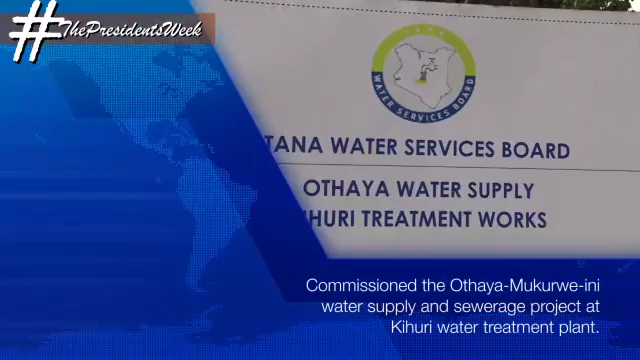 #ThePresidentsWeek
WATER SERVICES BOARD
TANA WATER SERVICES BOARD
OTHAYA WATER SUPPLY
IHURI TREATMENT WORKS
Commissioned the Othaya-Mukurwe-ini
water supply and sewerage project at
Kihuri water treatment plant.